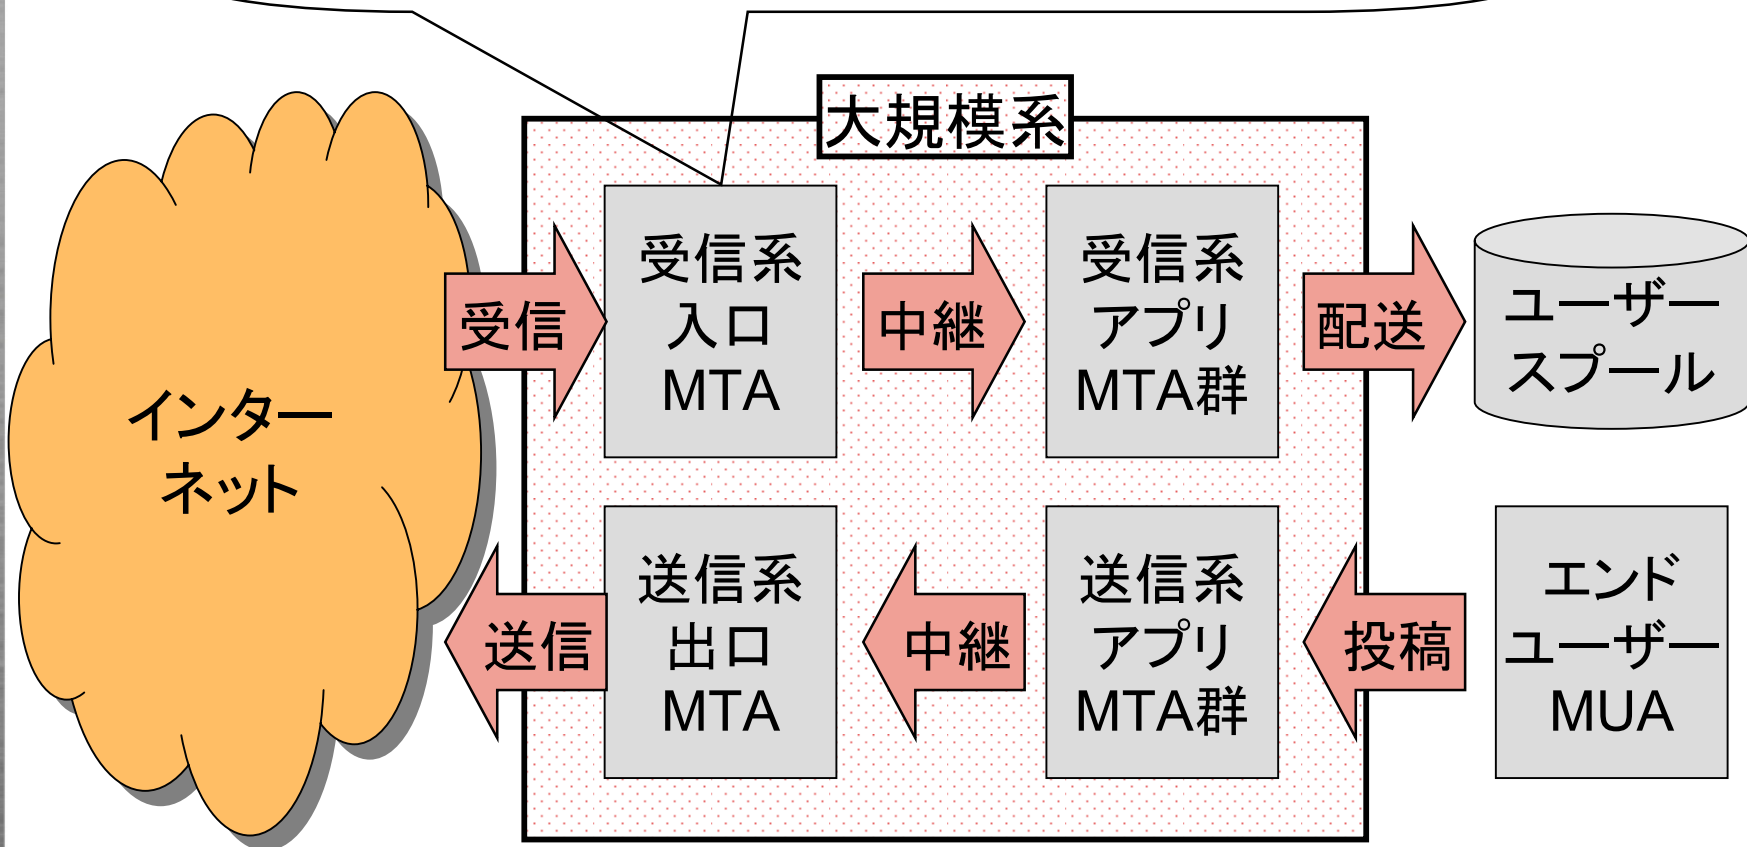 大規模系
インター
ネット
受信
受信系
入口
MTA
中継
受信系
アプリ
MTA群
配送
ユーザー
スプール
送信
送信系
出口
MTA
中継
送信系
アプリ
MTA群
投稿
エンド
ユーザー
MUA